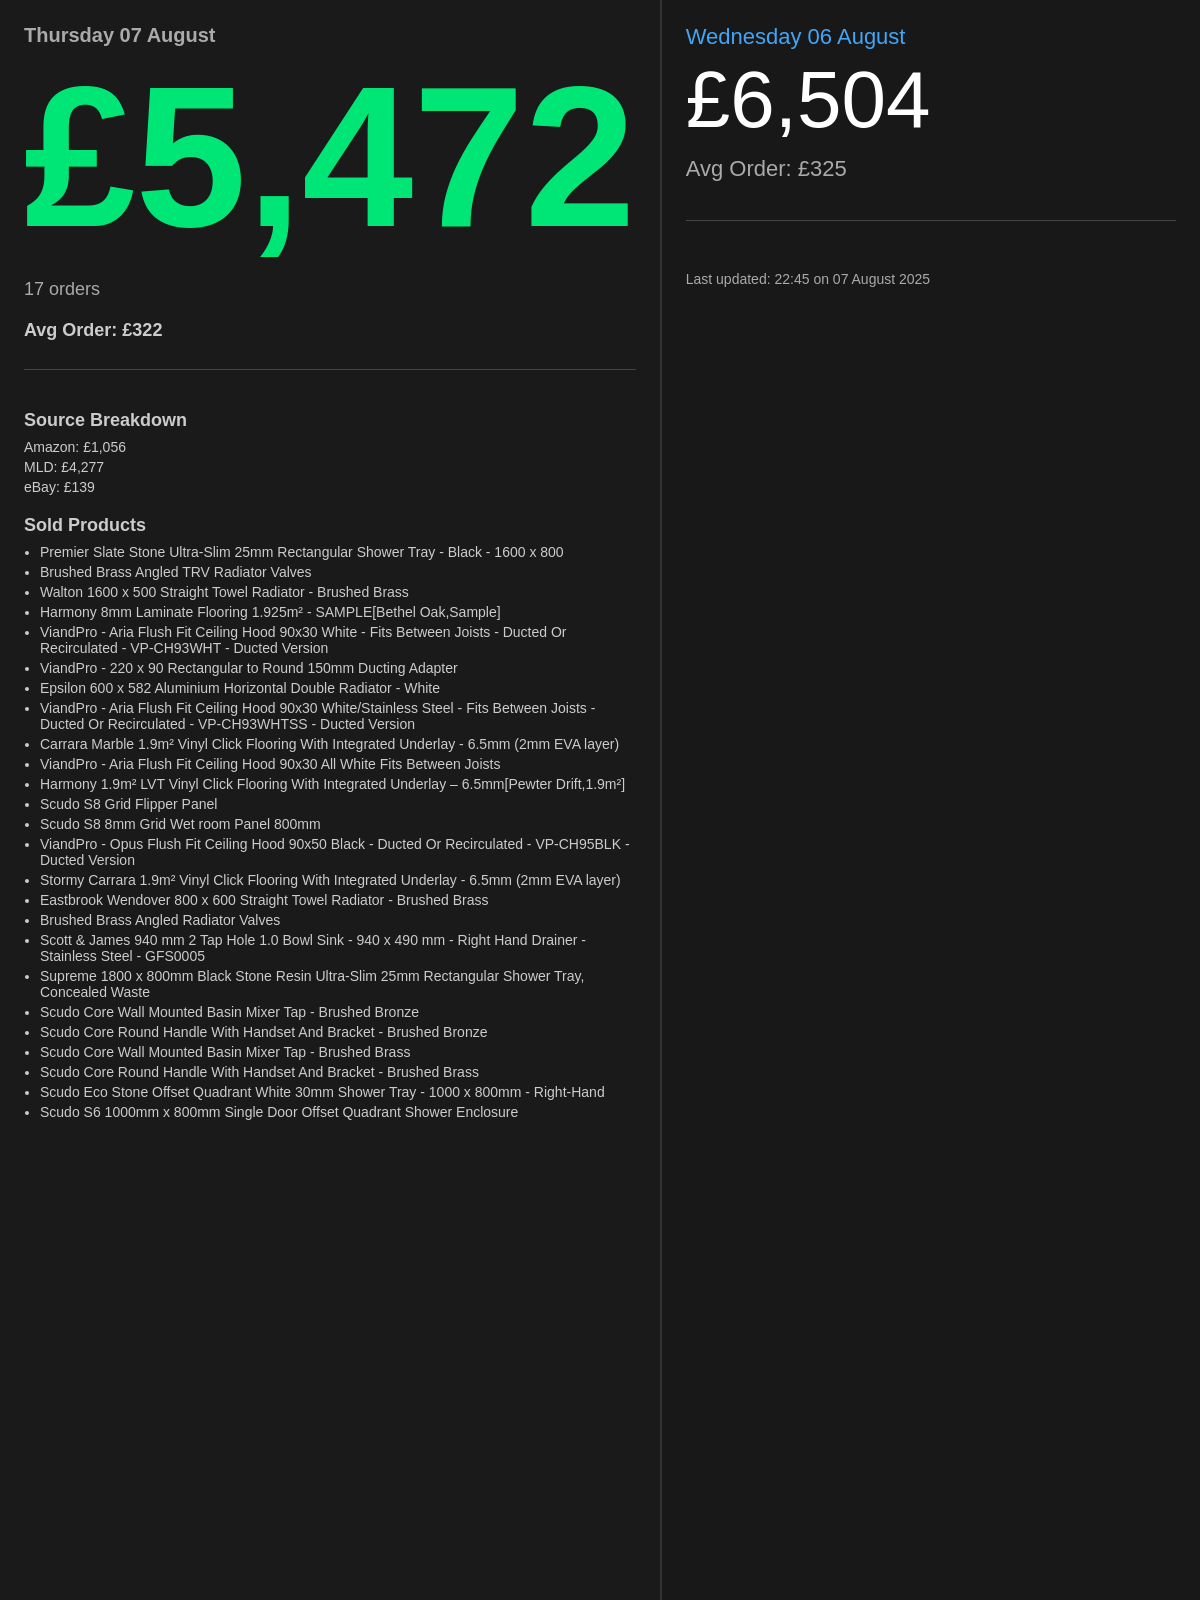 Thursday 07 August
£5,472
17 orders
Avg Order: £322
Source Breakdown
Amazon: £1,056
MLD: £4,277
eBay: £139
Sold Products
• Premier Slate Stone Ultra-Slim 25mm Rectangular Shower Tray - Black - 1600 x 800
• Brushed Brass Angled TRV Radiator Valves
• Walton 1600 x 500 Straight Towel Radiator - Brushed Brass
• Harmony 8mm Laminate Flooring 1.925m² - SAMPLE[Bethel Oak,Sample]
• ViandPro - Aria Flush Fit Ceiling Hood 90x30 White - Fits Between Joists - Ducted Or
Recirculated - VP-CH93WHT - Ducted Version
• ViandPro - 220 x 90 Rectangular to Round 150mm Ducting Adapter
• Epsilon 600 x 582 Aluminium Horizontal Double Radiator - White
• ViandPro - Aria Flush Fit Ceiling Hood 90x30 White/Stainless Steel - Fits Between Joists -
Ducted Or Recirculated - VP-CH93WHTSS - Ducted Version
• Carrara Marble 1.9m² Vinyl Click Flooring With Integrated Underlay - 6.5mm (2mm EVA layer)
• ViandPro - Aria Flush Fit Ceiling Hood 90x30 All White Fits Between Joists
• Harmony 1.9m² LVT Vinyl Click Flooring With Integrated Underlay – 6.5mm[Pewter Drift,1.9m²]
• Scudo S8 Grid Flipper Panel
• Scudo S8 8mm Grid Wet room Panel 800mm
• ViandPro - Opus Flush Fit Ceiling Hood 90x50 Black - Ducted Or Recirculated - VP-CH95BLK -
Ducted Version
• Stormy Carrara 1.9m² Vinyl Click Flooring With Integrated Underlay - 6.5mm (2mm EVA layer)
• Eastbrook Wendover 800 x 600 Straight Towel Radiator - Brushed Brass
• Brushed Brass Angled Radiator Valves
• Scott & James 940 mm 2 Tap Hole 1.0 Bowl Sink - 940 x 490 mm - Right Hand Drainer -
Stainless Steel - GFS0005
• Supreme 1800 x 800mm Black Stone Resin Ultra-Slim 25mm Rectangular Shower Tray,
Concealed Waste
• Scudo Core Wall Mounted Basin Mixer Tap - Brushed Bronze
• Scudo Core Round Handle With Handset And Bracket - Brushed Bronze
• Scudo Core Wall Mounted Basin Mixer Tap - Brushed Brass
• Scudo Core Round Handle With Handset And Bracket - Brushed Brass
• Scudo Eco Stone Offset Quadrant White 30mm Shower Tray - 1000 x 800mm - Right-Hand
• Scudo S6 1000mm x 800mm Single Door Offset Quadrant Shower Enclosure
Wednesday 06 August
£6,504
Avg Order: £325
Last updated: 22:45 on 07 August 2025